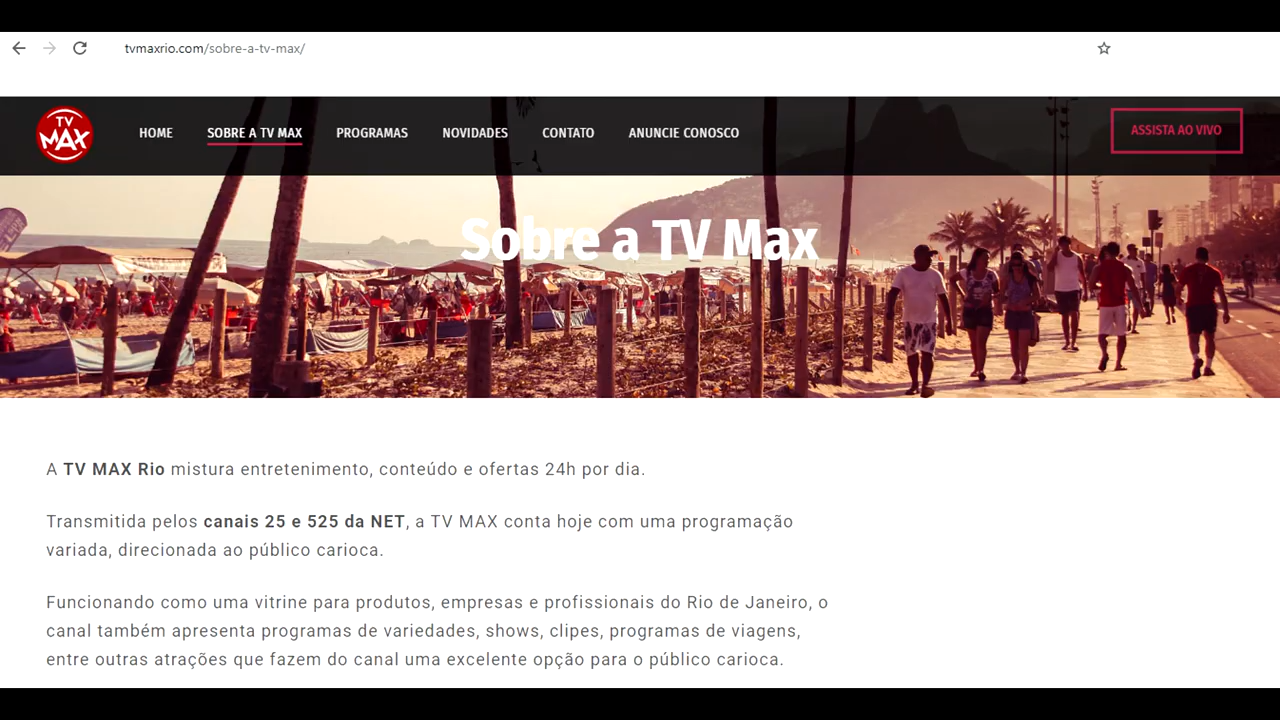 tvmaxrio.com/sobre-a-tv-max/
TV
MAX
HOME
SOBRE A TV MAX
PROGRAMAS
NOVIDADES
CONTATO
ANUNCIE CONOSCO
ASSISTA AO VIVO
Sobre a TV Max
A TV MAX Rio mistura entretenimento, conteúdo e ofertas 24h por dia.
Transmitida pelos canais 25 e 525 da NET, a TV MAX conta hoje com uma programação
variada, direcionada ao público carioca.
Funcionando como uma vitrine para produtos, empresas e profissionais do Rio de Janeiro, o
canal também apresenta programas de variedades, shows, clipes, programas de viagens,
entre outras atrações que fazem do canal uma excelente opção para o público carioca.